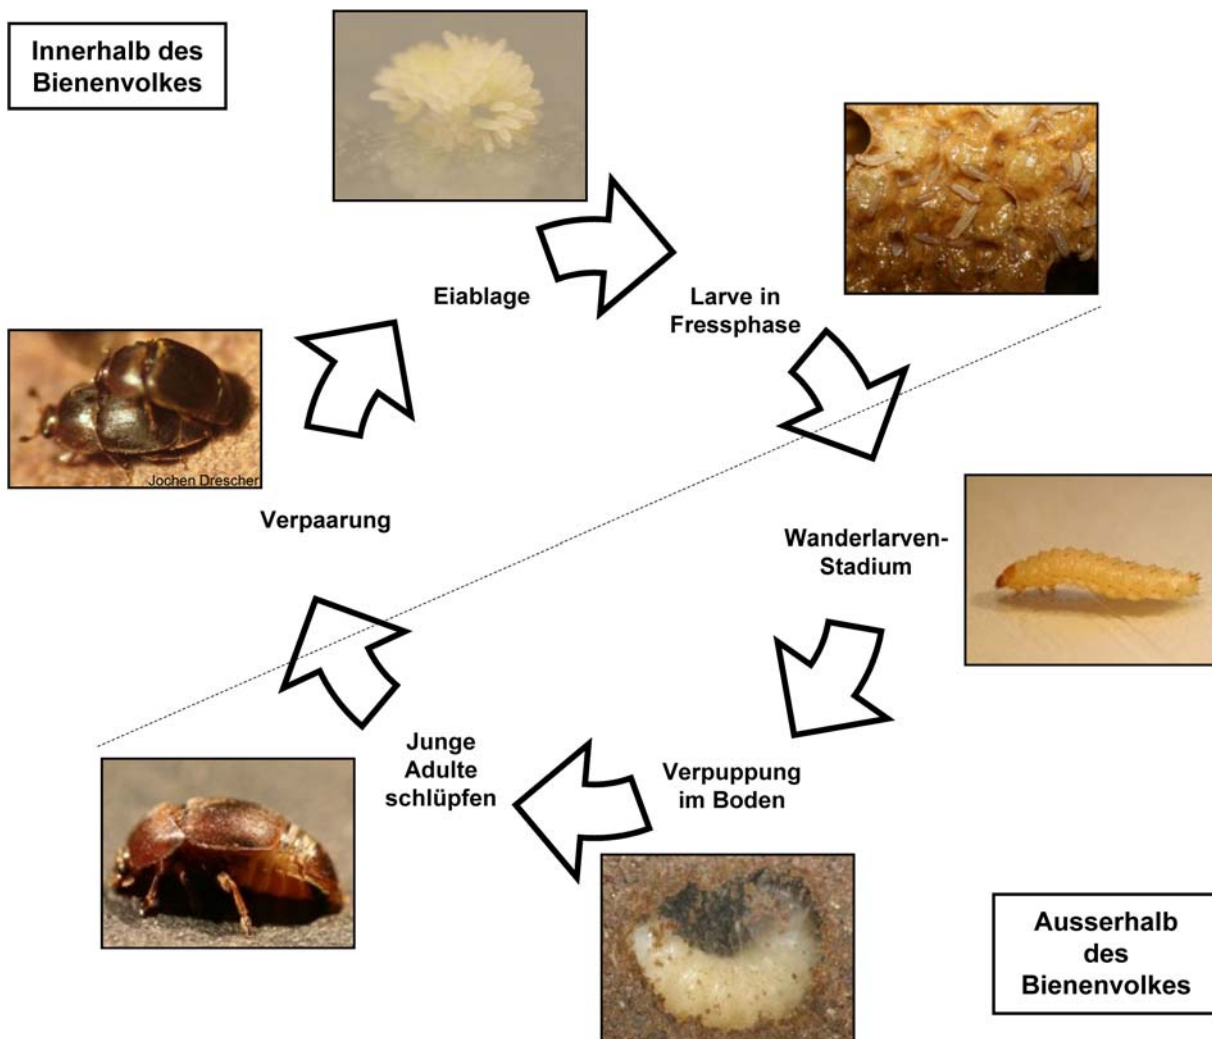 Innerhalb des
Bienenvolkes
Eiablage
Larve in
Fressphase
Jochen Drescher
Verpaarung
Wanderlarven-
Stadium
Junge
Adulte
schlüpfen
Verpuppung
im Boden
Ausserhalb
des
Bienenvolkes